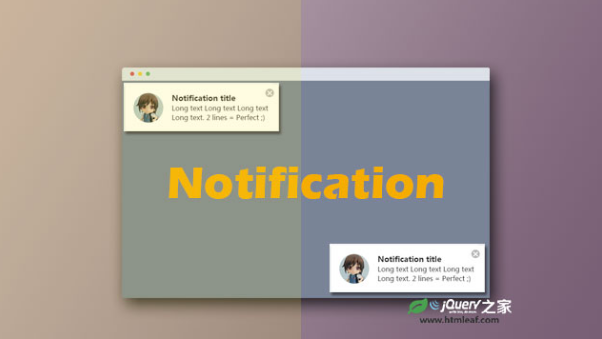 Notification title
Long text Long text Long text
Long text. 2 lines = Perfect ;)
Notification
Notification title
Long text Long text Long text
Long text. 2 lines = Perfect ;)
jQuery之家
www.htmleaf.com